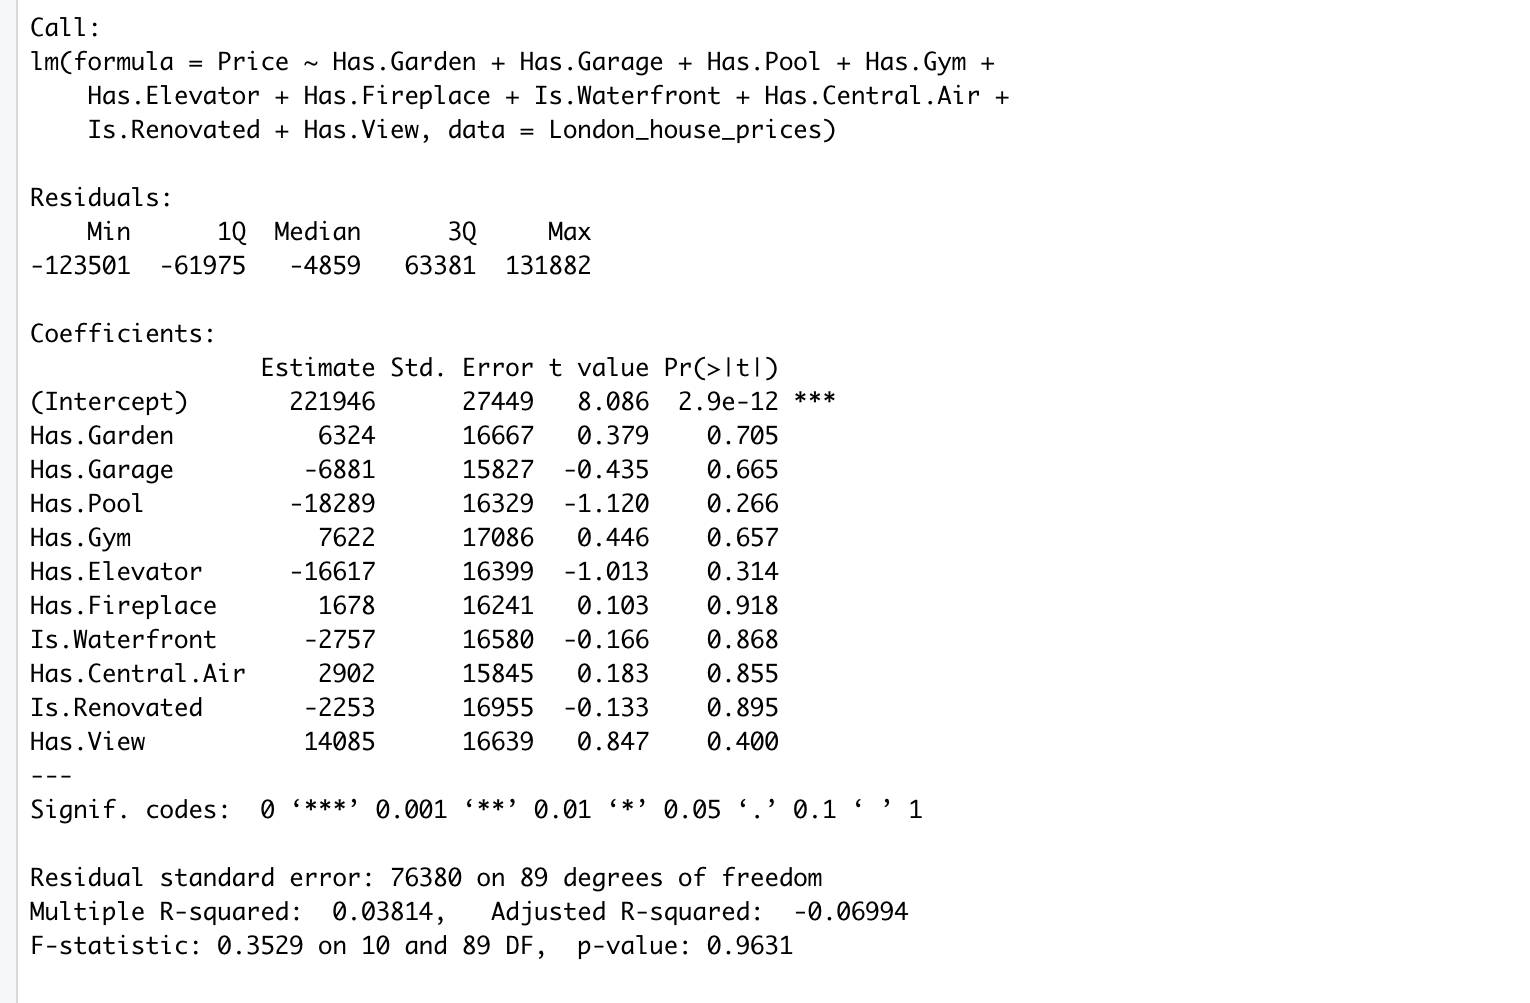 Call:
lm(formula = Price ~ Has.Garden + Has.Garage + Has.Pool + Has.Gym +
    Has.Elevator + Has.Fireplace + Is.Waterfront + Has.Central.Air +
    Is.Renovated + Has.View, data = London_house_prices)

Residuals:
    Min      1Q  Median      3Q     Max
-123501  -61975   -4859   63381  131882

Coefficients:
                Estimate Std. Error t value Pr(>|t|)
(Intercept)       221946      27449   8.086  2.9e-12 ***
Has.Garden          6324      16667   0.379    0.705
Has.Garage         -6881      15827  -0.435    0.665
Has.Pool          -18289      16329  -1.120    0.266
Has.Gym             7622      17086   0.446    0.657
Has.Elevator      -16617      16399  -1.013    0.314
Has.Fireplace       1678      16241   0.103    0.918
Is.Waterfront      -2757      16580  -0.166    0.868
Has.Central.Air     2902      15845   0.183    0.855
Is.Renovated       -2253      16955  -0.133    0.895
Has.View           14085      16639   0.847    0.400
---
Signif. codes:  0 ‘***’ 0.001 ‘**’ 0.01 ‘*’ 0.05 ‘.’ 0.1 ‘ ’ 1

Residual standard error: 76380 on 89 degrees of freedom
Multiple R-squared:  0.03814,	Adjusted R-squared:  -0.06994
F-statistic: 0.3529 on 10 and 89 DF,  p-value: 0.9631